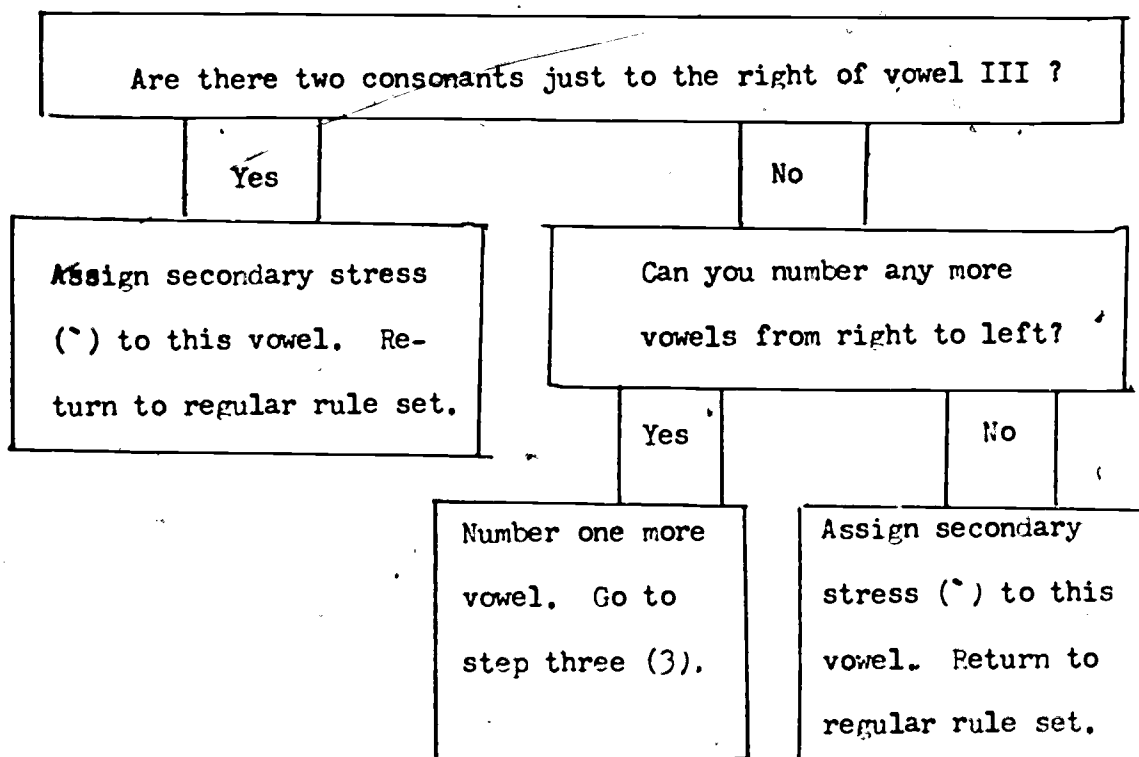 Are there two consonants just to the right of vowel III ?
Yes
No
Assign secondary stress
(`) to this vowel. Re-
turn to regular rule set.
Can you number any more
vowels from right to left?
Yes
No
Number one more
vowel. Go to
step three (3).
Assign secondary
stress (`) to this
vowel. Return to
regular rule set.